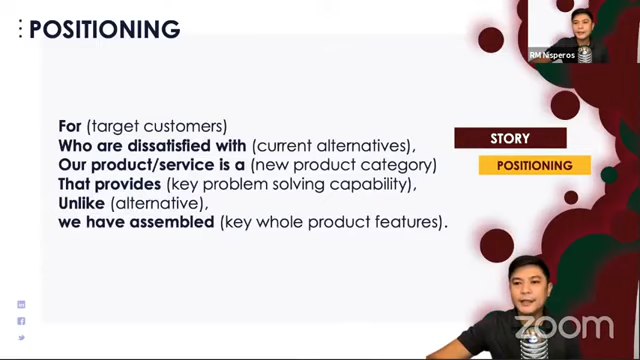 POSITIONING
RM Nisperos
For (target customers)
Who are dissatisfied with (current alternatives),
Our product/service is a (new product category)
That provides (key problem solving capability),
Unlike (alternative),
we have assembled (key whole product features).
STORY
POSITIONING
zoom